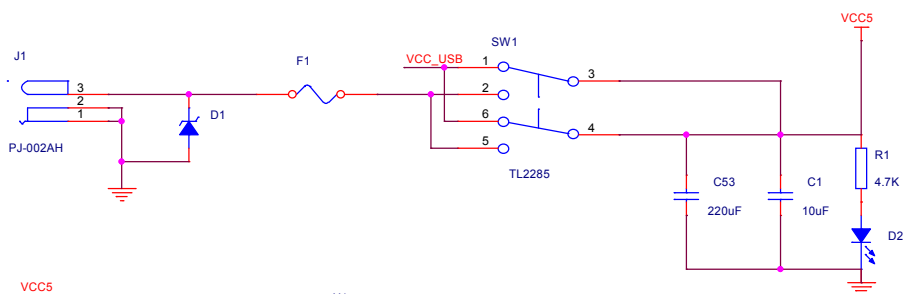 VCC5
J1
F1
SW1
VCC_USB
1
3
3
2
2
D1
6
1
4
5
PJ-002AH
TL2285
R1
4.7K
C53
C1
220uF
10uF
D2
VCC5